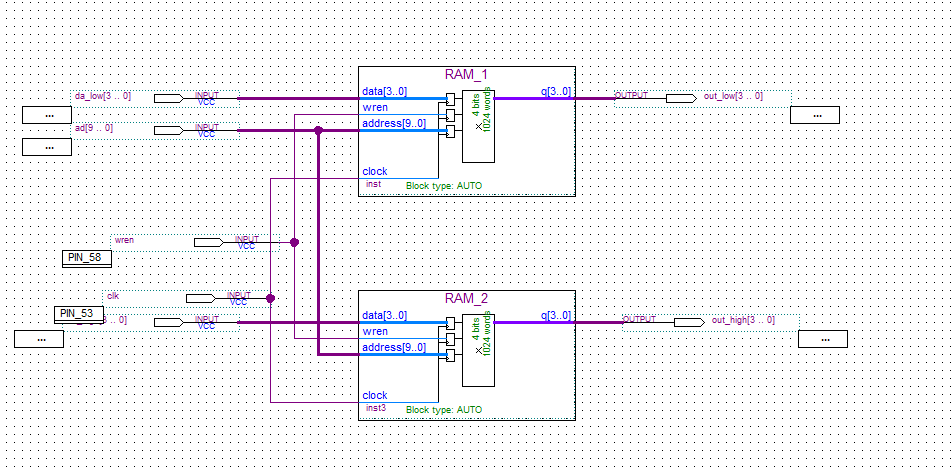 RAM_1
da_low[3 .. 0]
INPUT
VCC
data[3..0]
q[3..0]
OUTPUT
out_low[3 .. 0]
...
wren
...
ad[9 .. 0]
INPUT
VCC
address[9..0]
4 bits
1024 words
X
...
clock
inst
Block type: AUTO
wren
INPUT
VCC
PIN_58
clk
INPUT
VCC
RAM_2
PIN_53
3 .. 0]
INPUT
VCC
data[3..0]
q[3..0]
OUTPUT
out_high[3 .. 0]
...
wren
...
address[9..0]
4 bits
1024 words
X
clock
inst3
Block type: AUTO